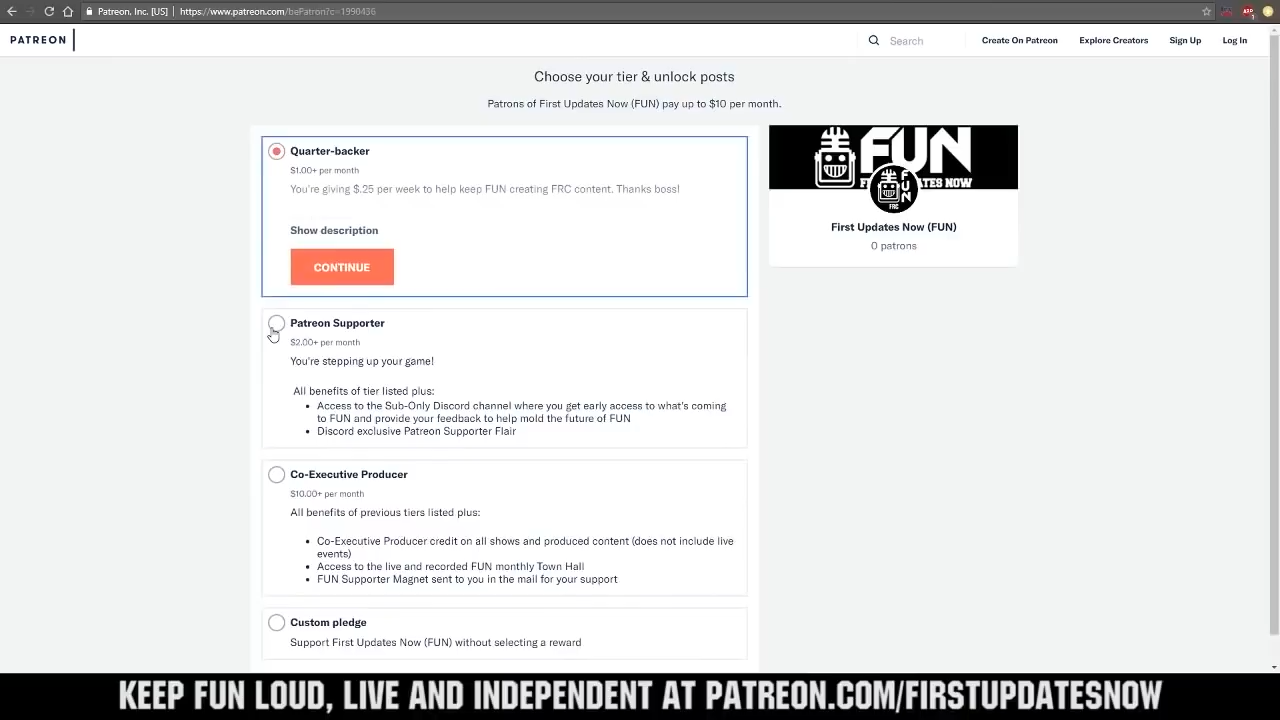 Patreon, Inc. [US] | https://www.patreon.com/bePatron?c=1990436
PATREON
Search
Create On Patreon
Explore Creators
Sign Up
Log In
Choose your tier & unlock posts
Patrons of First Updates Now (FUN) pay up to $10 per month.
Quarter-backer
$1.00+ per month
You're giving $.25 per week to help keep FUN creating FRC content. Thanks boss!
Show description
CONTINUE
Patreon Supporter
$2.00+ per month
You're stepping up your game!
All benefits of tier listed plus:
• Access to the Sub-Only Discord channel where you get early access to what's coming
to FUN and provide your feedback to help mold the future of FUN
• Discord exclusive Patreon Supporter Flair
Co-Executive Producer
$10.00+ per month
All benefits of previous tiers listed plus:
• Co-Executive Producer credit on all shows and produced content (does not include live
events)
• Access to the live and recorded FUN monthly Town Hall
• FUN Supporter Magnet sent to you in the mail for your support
Custom pledge
Support First Updates Now (FUN) without selecting a reward
FUN
FUN
FRC
First Updates Now (FUN)
0 patrons
KEEP FUN LOUD, LIVE AND INDEPENDENT AT PATREON.COM/FIRSTUPDATESNOW